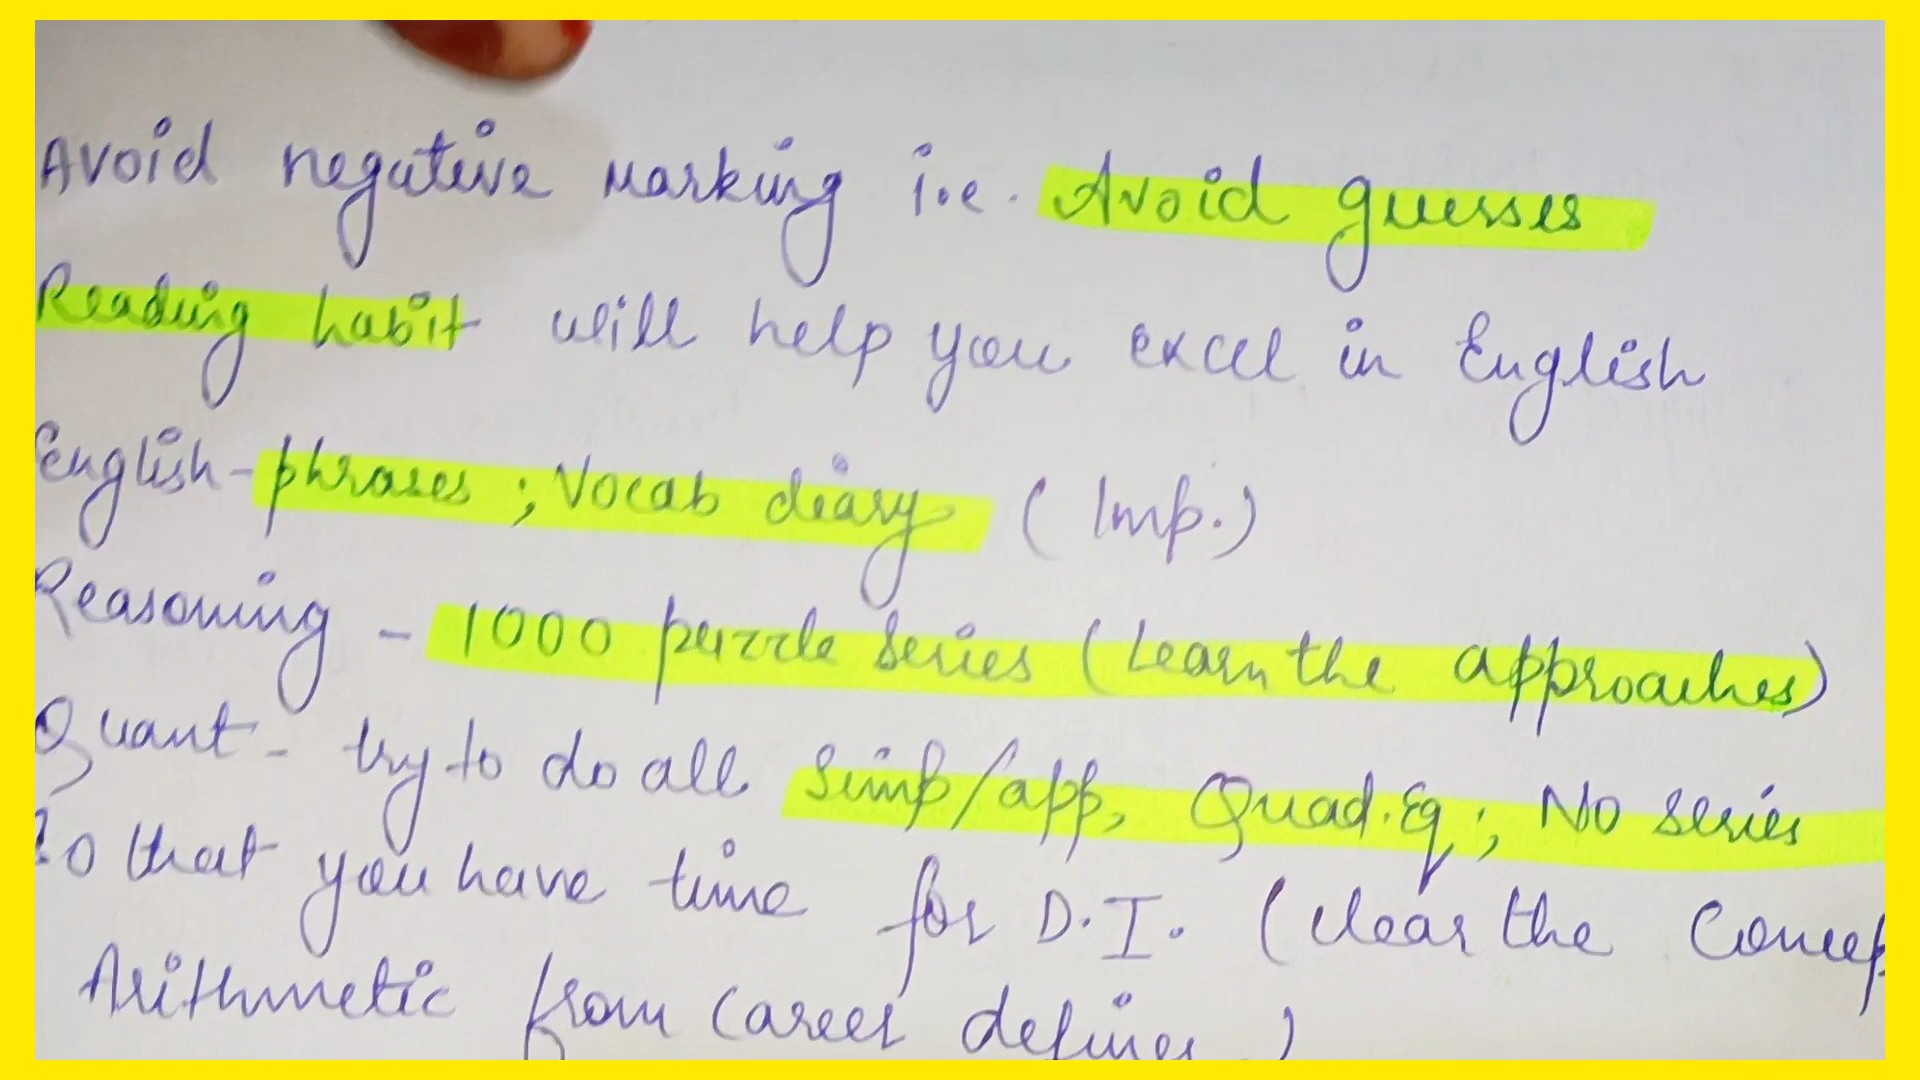 Avoid negative marking i.e. Avoid guesses
Reading habit will help you excel in English
English - phrases ; Vocab diary (Imp.)
Reasoning - 1000 puzzle series (Learn the approaches)
Quant - try to do all Simp/app, Quad.Eq ; No series
So that you have time for D.I. (clear the Concep
Arithmetic from Career definer)